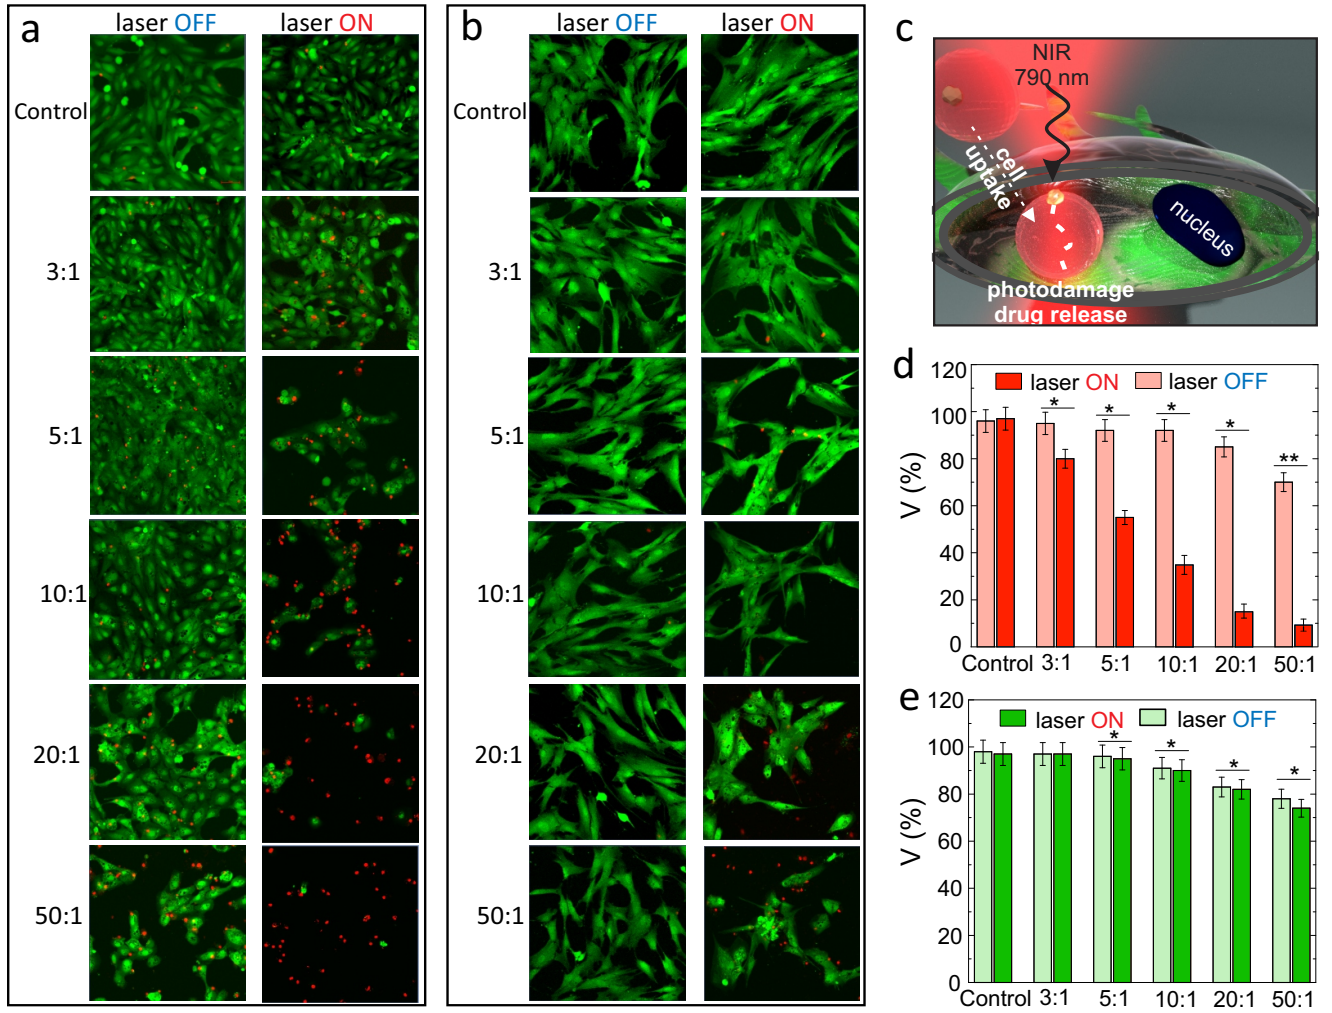 a
laser OFF
laser ON
Control
3:1
5:1
10:1
20:1
50:1
b
laser OFF
laser ON
Control
3:1
5:1
10:1
20:1
50:1
c
NIR
790 nm
cell
uptake
nucleus
photodamage
drug release
d
laser ON
laser OFF
V (%)
120
100
80
60
40
20
0
*
*
*
*
**
Control
3:1
5:1
10:1
20:1
50:1
e
laser ON
laser OFF
V (%)
120
100
80
60
40
20
0
*
*
*
*
Control
3:1
5:1
10:1
20:1
50:1